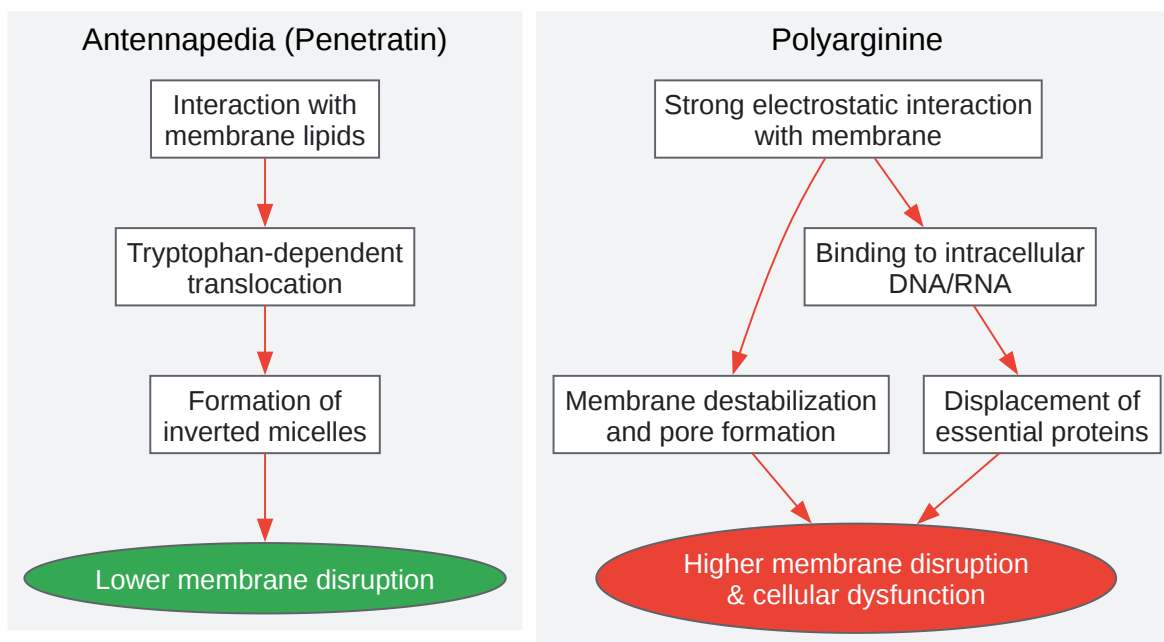 Antennapedia (Penetratin)
Interaction with
membrane lipids
Tryptophan-dependent
translocation
Formation of
inverted micelles
Lower membrane disruption
Polyarginine
Strong electrostatic interaction
with membrane
Binding to intracellular
DNA/RNA
Membrane destabilization
and pore formation
Displacement of
essential proteins
Higher membrane disruption
& cellular dysfunction